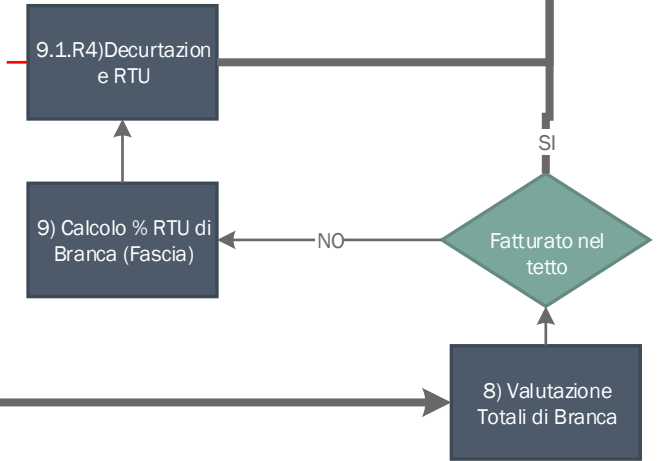 9.1.R4)Decurtazion
e RTU
SI
9) Calcolo % RTU di
Branca (Fascia)
NO
Fatturato nel
tetto
8) Valutazione
Totali di Branca